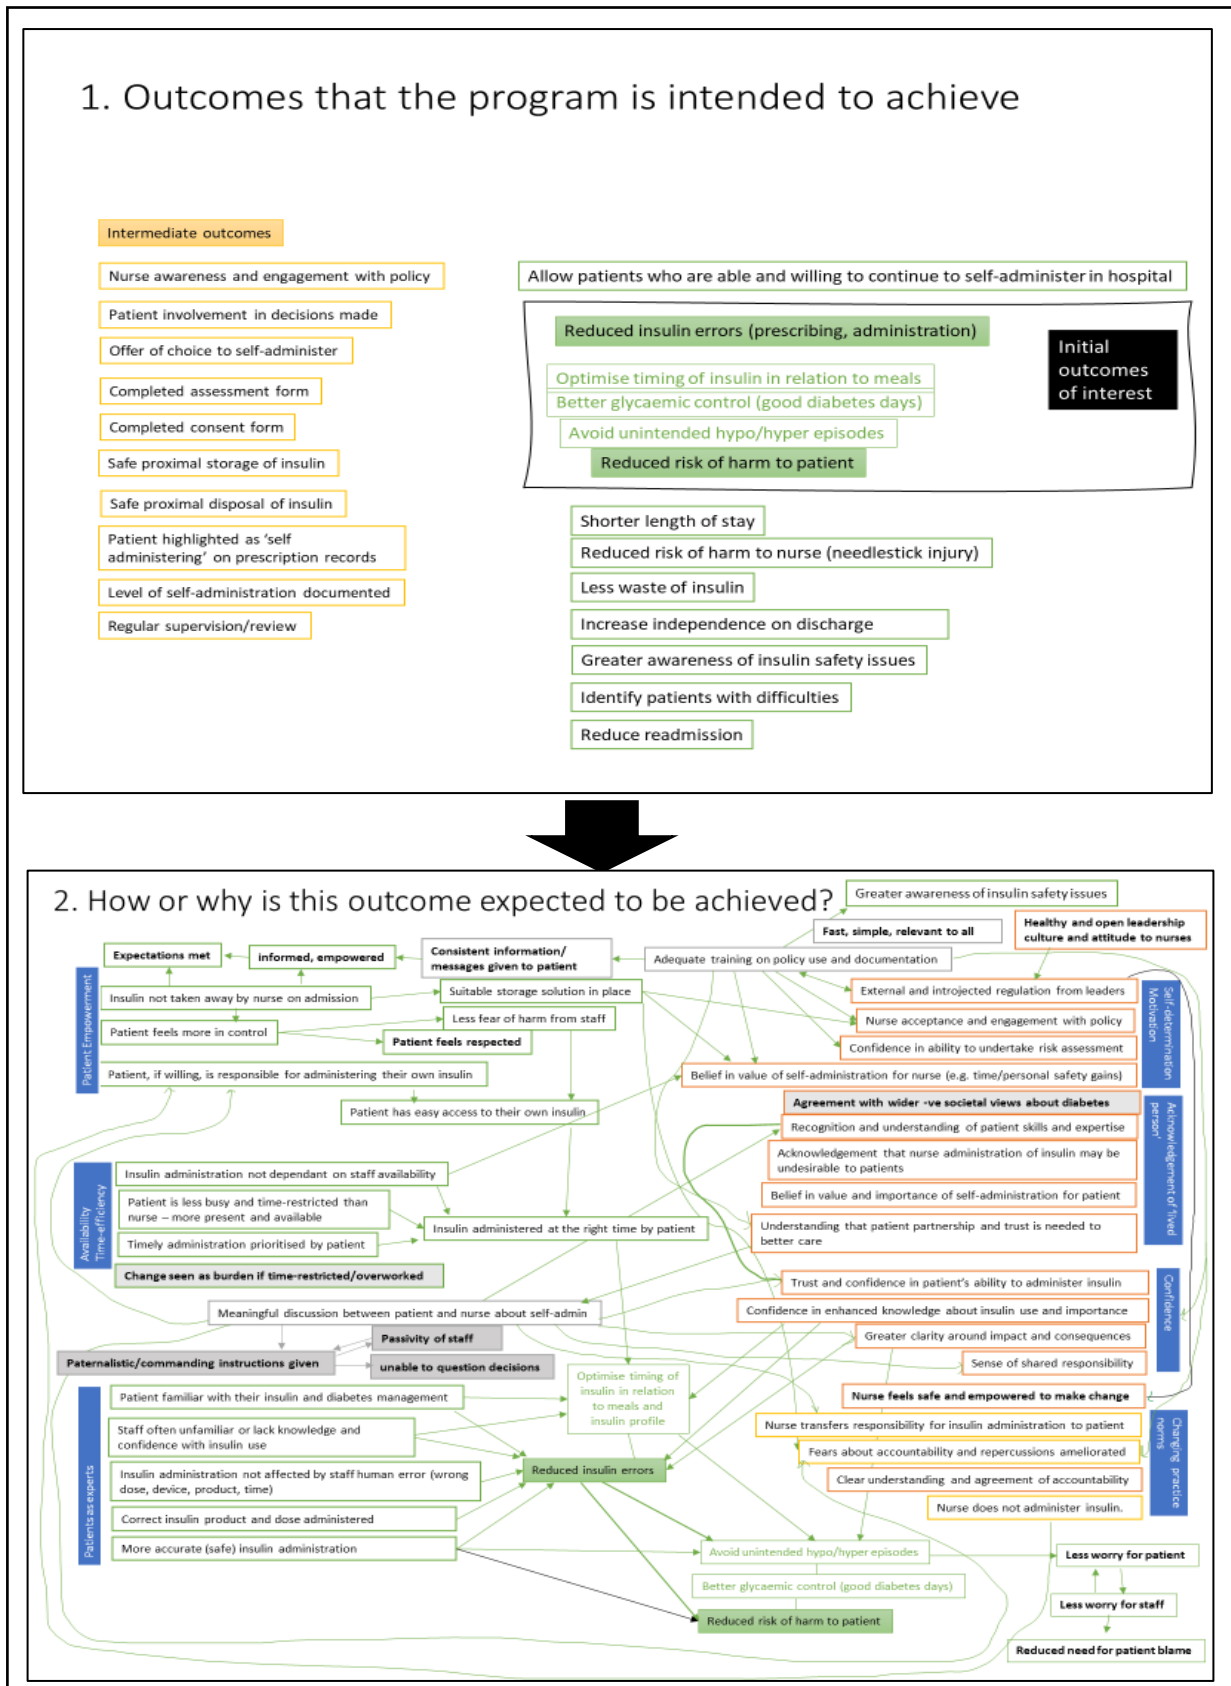 1. Outcomes that the program is intended to achieve
Intermediate outcomes
Nurse awareness and engagement with policy
Patient involvement in decisions made
Offer of choice to self-administer
Completed assessment form
Completed consent form
Safe proximal storage of insulin
Safe proximal disposal of insulin
Patient highlighted as ‘self
administering’ on prescription records
Level of self-administration documented
Regular supervision/review
Allow patients who are able and willing to continue to self-administer in hospital
Reduced insulin errors (prescribing, administration)
Initial
outcomes
of interest
Optimise timing of insulin in relation to meals
Better glycaemic control (good diabetes days)
Avoid unintended hypo/hyper episodes
Reduced risk of harm to patient
Shorter length of stay
Reduced risk of harm to nurse (needlestick injury)
Less waste of insulin
Increase independence on discharge
Greater awareness of insulin safety issues
Identify patients with difficulties
Reduce readmission
2. How or why is this outcome expected to be achieved?
Greater awareness of insulin safety issues
Fast, simple, relevant to all
Healthy and open leadership
culture and attitude to nurses
Expectations met
informed, empowered
Consistent information/
messages given to patient
Adequate training on policy use and documentation
Patient Empowerment
Insulin not taken away by nurse on admission
Suitable storage solution in place
Patient feels more in control
Less fear of harm from staff
Patient feels respected
Patient, if willing, is responsible for administering their own insulin
Patient has easy access to their own insulin
Self-determination
Motivation
External and introjected regulation from leaders
Nurse acceptance and engagement with policy
Confidence in ability to undertake risk assessment
Belief in value of self-administration for nurse (e.g. time/personal safety gains)
Acknowledgement of 'lived
person'
Agreement with wider -ve societal views about diabetes
Recognition and understanding of patient skills and expertise
Acknowledgement that nurse administration of insulin may be
undesirable to patients
Belief in value and importance of self-administration for patient
Understanding that patient partnership and trust is needed to
better care
Availability
Time-efficiency
Insulin administration not dependant on staff availability
Patient is less busy and time-restricted than
nurse – more present and available
Timely administration prioritised by patient
Insulin administered at the right time by patient
Change seen as burden if time-restricted/overworked
Meaningful discussion between patient and nurse about self-admin
Passivity of staff
Paternalistic/commanding instructions given
unable to question decisions
Confidence
Trust and confidence in patient’s ability to administer insulin
Confidence in enhanced knowledge about insulin use and importance
Greater clarity around impact and consequences
Sense of shared responsibility
Nurse feels safe and empowered to make change
Patients as experts
Patient familiar with their insulin and diabetes management
Staff often unfamiliar or lack knowledge and
confidence with insulin use
Insulin administration not affected by staff human error (wrong
dose, device, product, time)
Correct insulin product and dose administered
More accurate (safe) insulin administration
Optimise timing of
insulin in relation
to meals and
insulin profile
Reduced insulin errors
Changing practice
norms
Nurse transfers responsibility for insulin administration to patient
Fears about accountability and repercussions ameliorated
Clear understanding and agreement of accountability
Nurse does not administer insulin.
Avoid unintended hypo/hyper episodes
Better glycaemic control (good diabetes days)
Reduced risk of harm to patient
Less worry for patient
Less worry for staff
Reduced need for patient blame